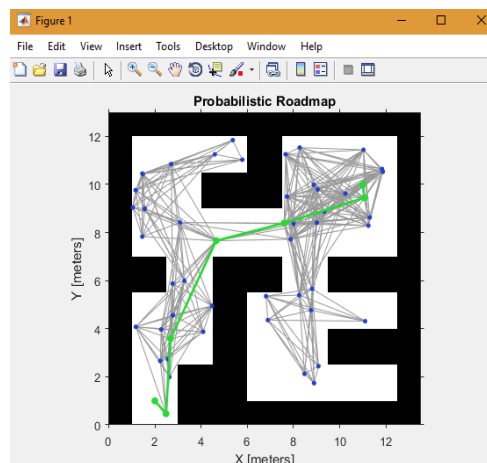 Figure 1
File Edit View Insert Tools Desktop Window Help
Probabilistic Roadmap
12
10
8
6
4
2
0
Y [meters]
0 2 4 6 8 10 12
X [meters]